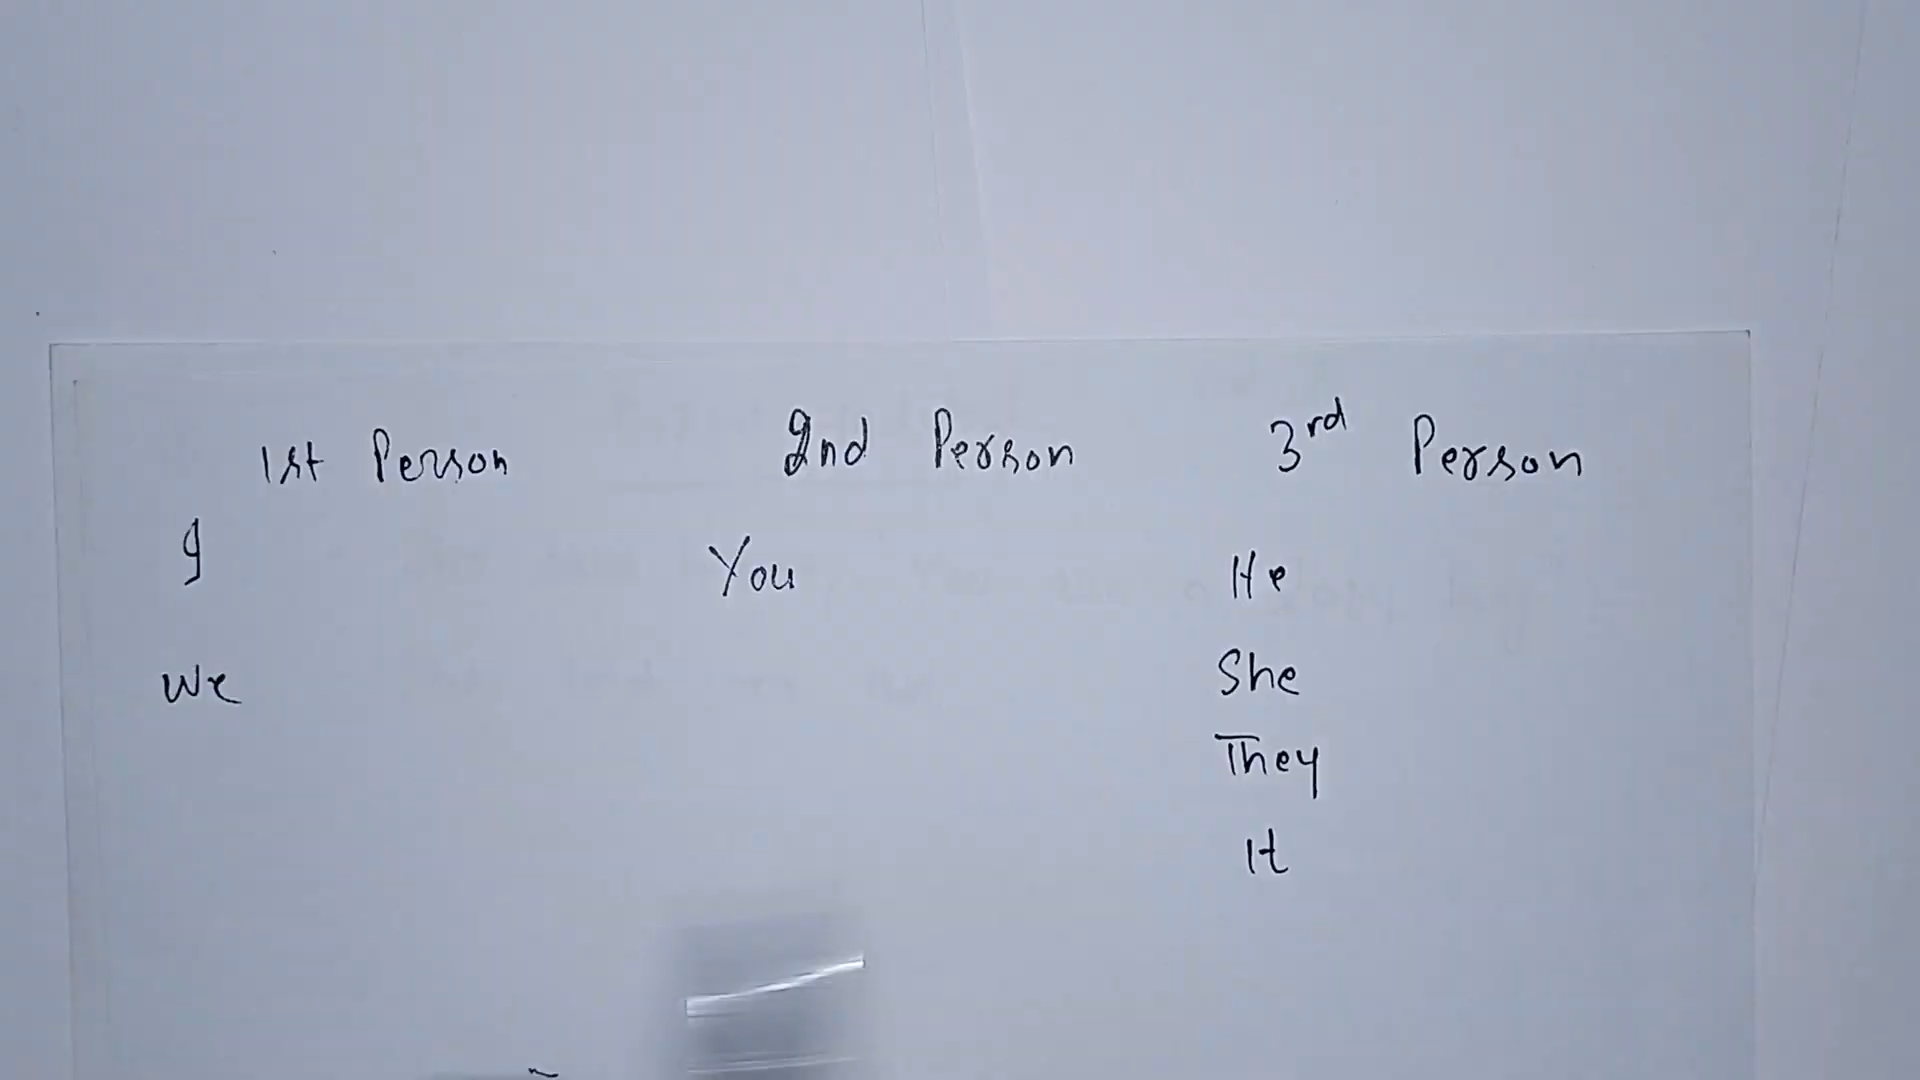 1st Person 2nd Person 3rd Person
I You He
We She
They
It